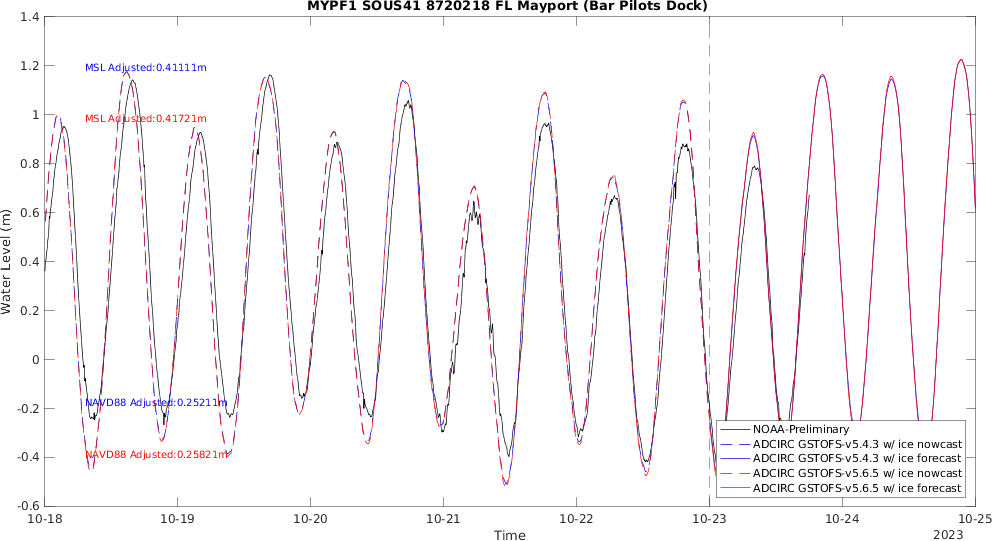 MYPF1 SOUS41 8720218 FL Mayport (Bar Pilots Dock)
1.4
1.2
1
0.8
0.6
0.4
0.2
0
-0.2
-0.4
-0.6
Water Level (m)
MSL Adjusted:0.41111m
MSL Adjusted:0.41721m
NAVD88 Adjusted:0.25211m
NAVD88 Adjusted:0.25821m
NOAA-Preliminary
ADCIRC GSTOFS-v5.4.3 w/ ice nowcast
ADCIRC GSTOFS-v5.4.3 w/ ice forecast
ADCIRC GSTOFS-v5.6.5 w/ ice nowcast
ADCIRC GSTOFS-v5.6.5 w/ ice forecast
10-18 10-19 10-20 10-21 10-22 10-23 10-24 10-25
Time
2023